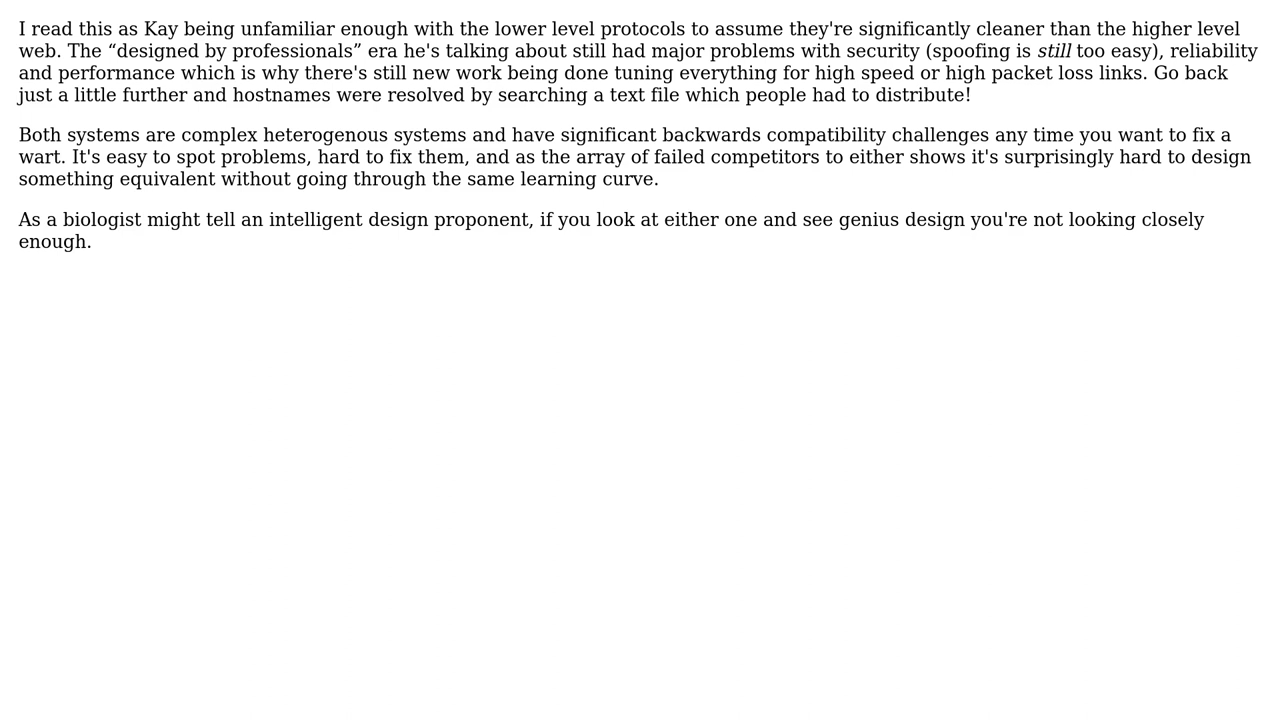 I read this as Kay being unfamiliar enough with the lower level protocols to assume they're significantly cleaner than the higher level
web. The “designed by professionals” era he's talking about still had major problems with security (spoofing is still too easy), reliability
and performance which is why there's still new work being done tuning everything for high speed or high packet loss links. Go back
just a little further and hostnames were resolved by searching a text file which people had to distribute!
Both systems are complex heterogenous systems and have significant backwards compatibility challenges any time you want to fix a
wart. It's easy to spot problems, hard to fix them, and as the array of failed competitors to either shows it's surprisingly hard to design
something equivalent without going through the same learning curve.
As a biologist might tell an intelligent design proponent, if you look at either one and see genius design you're not looking closely
enough.